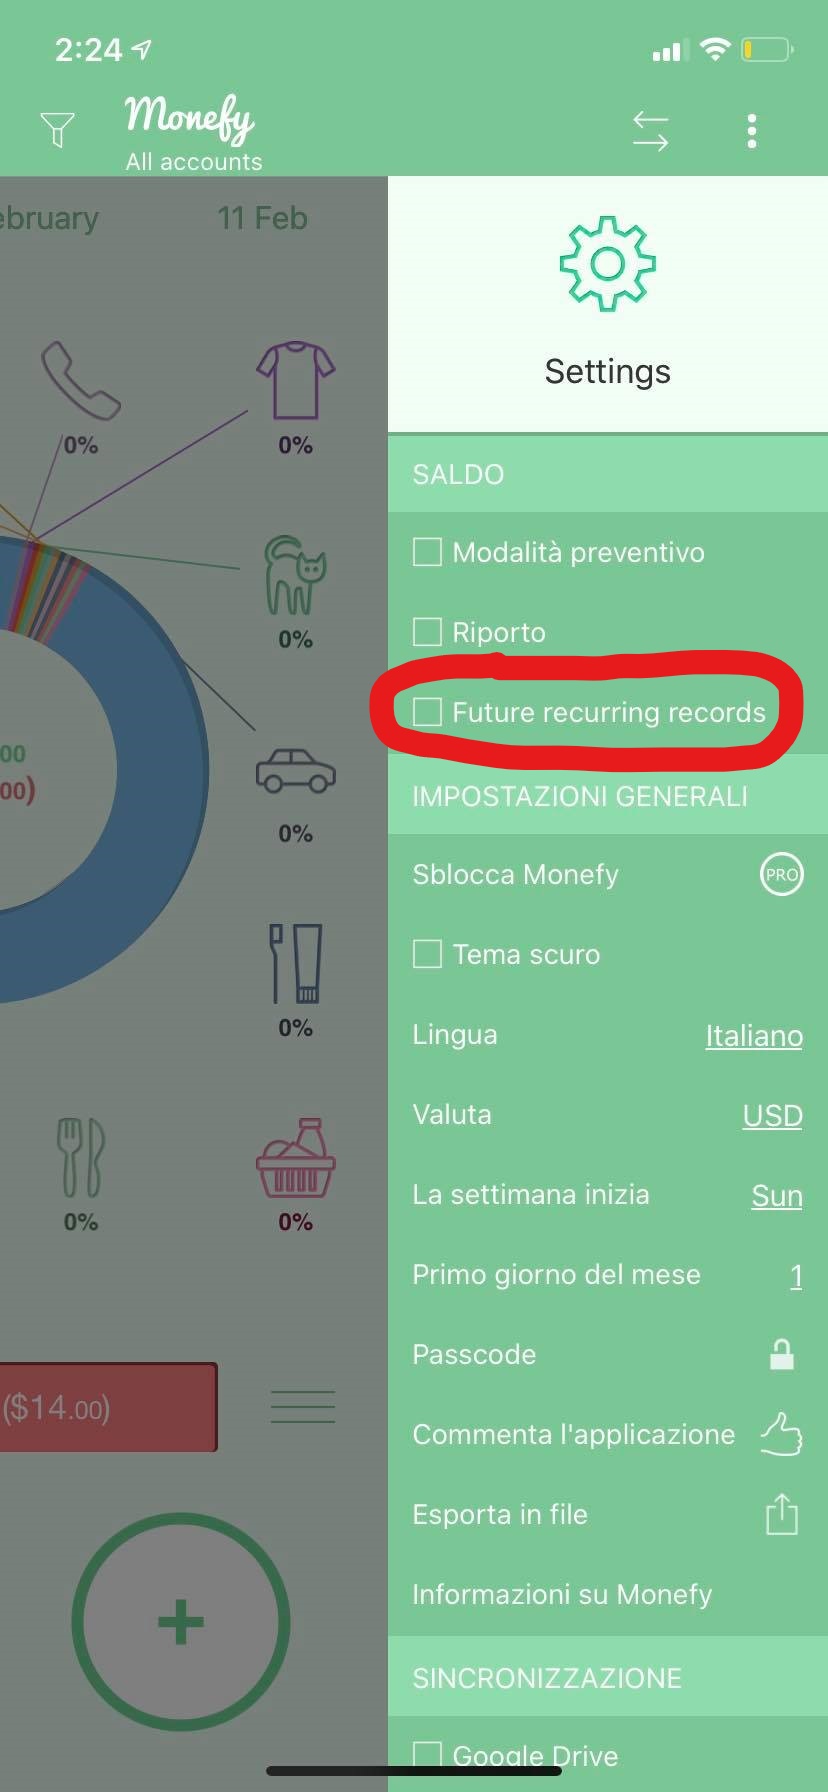 2:24
Monefy
All accounts
ebruary
11 Feb
Settings
0%
0%
SALDO
Modalità preventivo
Riporto
0%
Future recurring records
00
00)
IMPOSTAZIONI GENERALI
0%
Sblocca Monefy
PRO
Tema scuro
0%
Lingua
Italiano
Valuta
USD
La settimana inizia
Sun
0%
0%
Primo giorno del mese
1
Passcode
($14.00)
Commenta l'applicazione
Esporta in file
Informazioni su Monefy
+
SINCRONIZZAZIONE
Google Drive